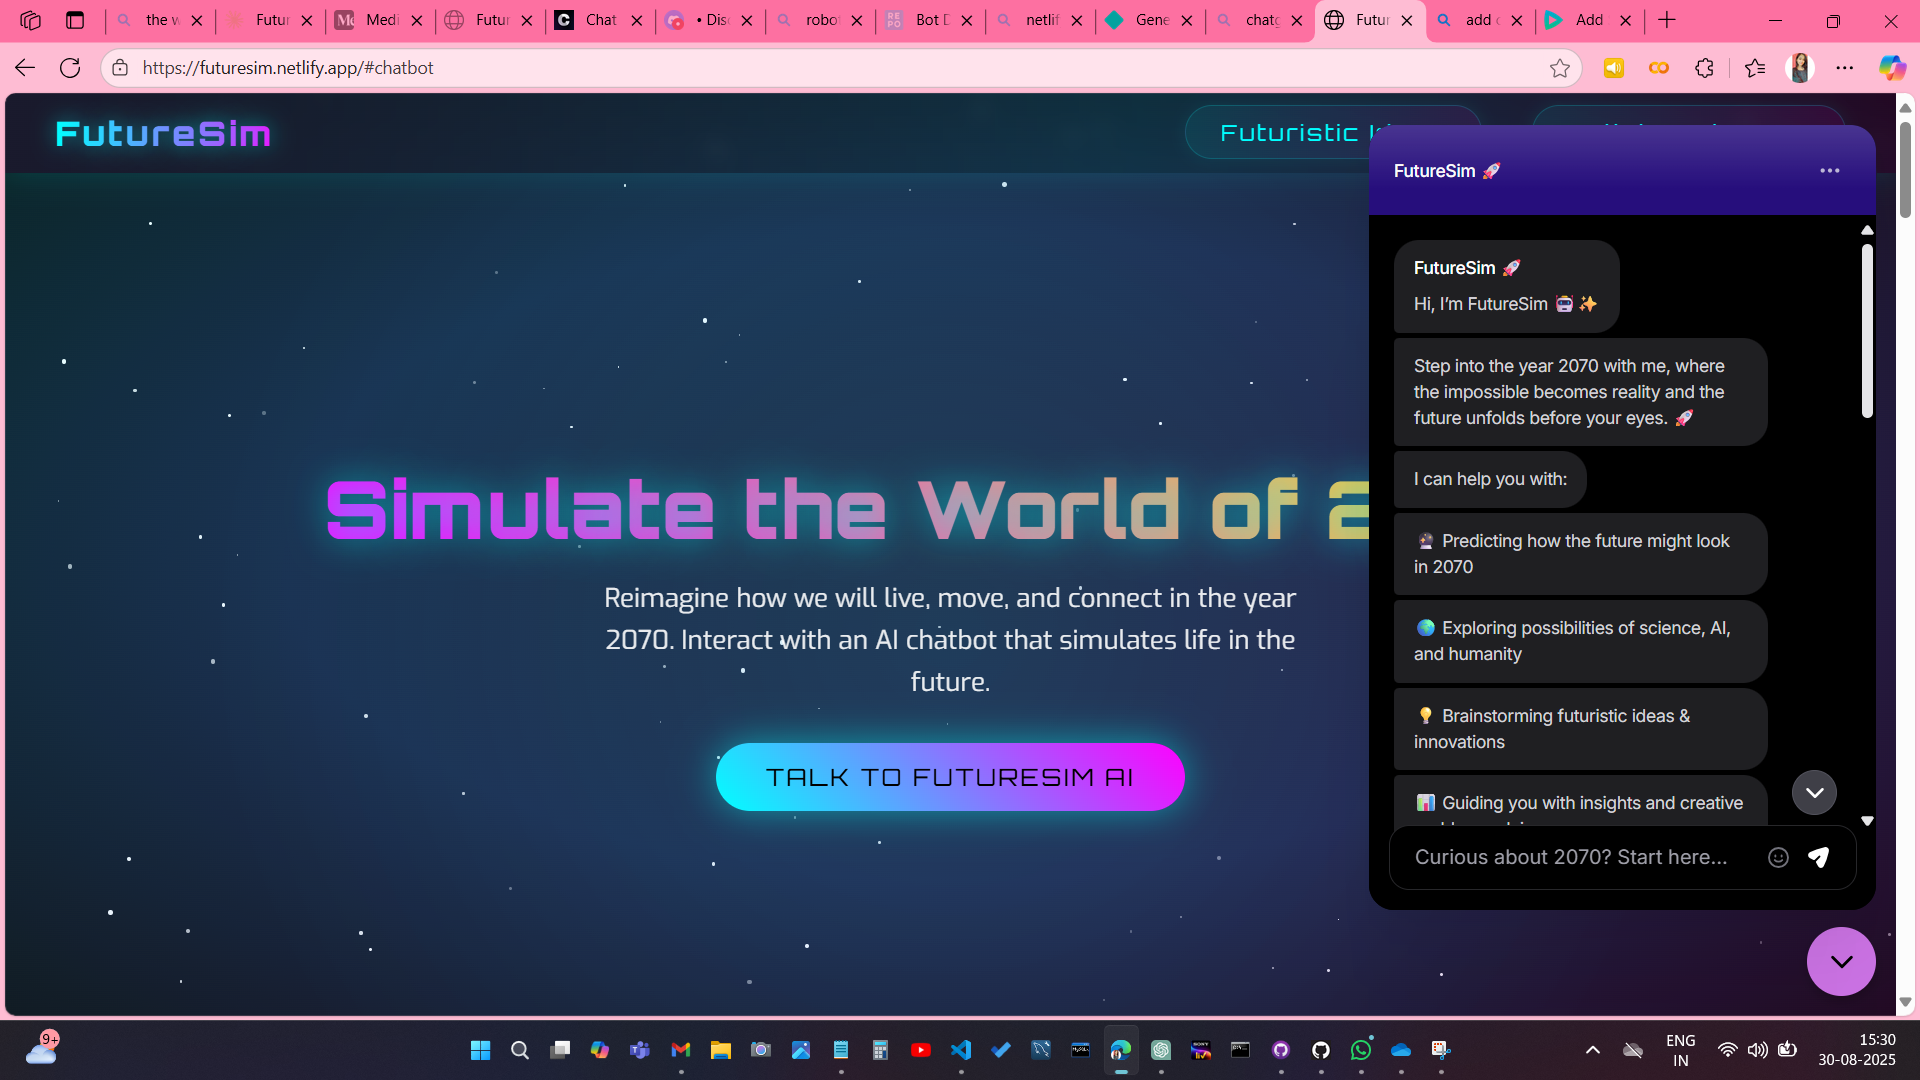 the w
Futur
Medi
Futur
Chat
• Disc
robo
Bot D
netlif
Gene
chatg
Futur
add c
Add
https://futuresim.netlify.app/#chatbot
FutureSim
Futuristic
FutureSim 🚀
FutureSim 🚀
Hi, I'm FutureSim 🤖 ✨
Step into the year 2070 with me, where
the impossible becomes reality and the
future unfolds before your eyes. 🚀
I can help you with:
🔮 Predicting how the future might look
in 2070
🌍 Exploring possibilities of science, AI,
and humanity
💡 Brainstorming futuristic ideas &
innovations
📊 Guiding you with insights and creative
Curious about 2070? Start here...
Simulate the World of 2
Reimagine how we will live, move, and connect in the year
2070. Interact with an AI chatbot that simulates life in the
future.
TALK TO FUTURESIM AI
9+
ENG
IN
15:30
30-08-2025